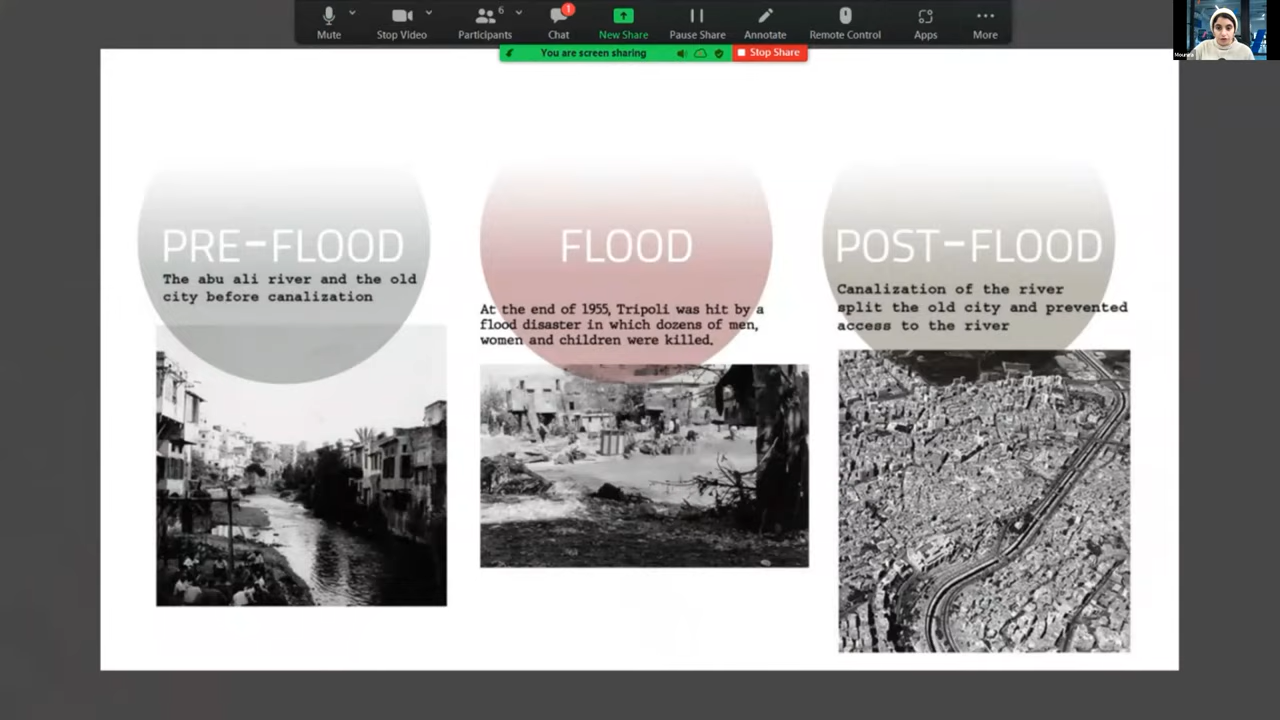 6
1
Mute
Stop Video
Participants
Chat
New Share
Pause Share
Annotate
Remote Control
Apps
More
You are screen sharing
Stop Share
PRE-FLOOD
The abu ali river and the old
city before canalization
FLOOD
At the end of 1955, Tripoli was hit by a
flood disaster in which dozens of men,
women and children were killed.
POST-FLOOD
Canalization of the river
split the old city and prevented
access to the river